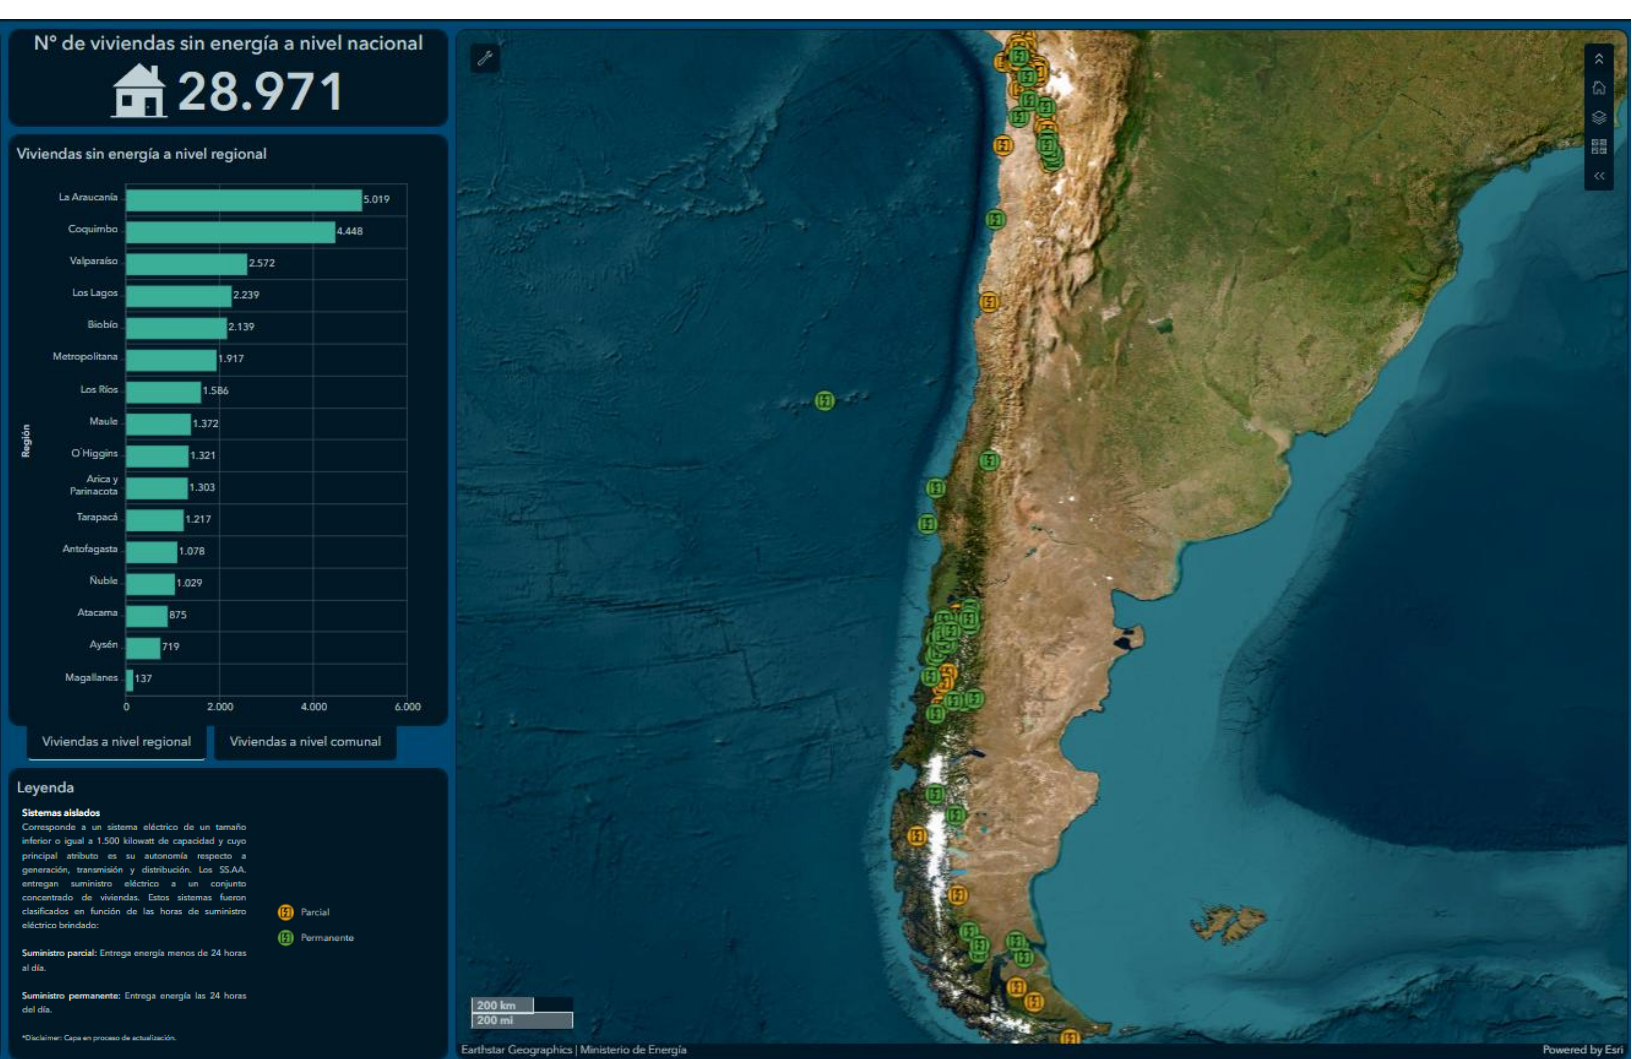 Nº de viviendas sin energía a nivel nacional
28.971
Viviendas sin energía a nivel regional
Región
La Araucanía 5.019
Coquimbo 4.448
Valparaíso 2.572
Los Lagos 2.239
Biobío 2.139
Metropolitana 1.917
Los Ríos 1.586
Maule 1.372
O'Higgins 1.321
Arica y
Parinacota 1.303
Tarapacá 1.217
Antofagasta 1.078
Ñuble 1.029
Atacama 875
Aysén 719
Magallanes 137
0 2.000 4.000 6.000
Viviendas a nivel regional Viviendas a nivel comunal
Leyenda
Sistemas aislados
Corresponde a un sistema eléctrico de un tamaño
inferior o igual a 1.500 kilowatt de capacidad y cuyo
principal atributo es su autonomía respecto a
generación, transmisión y distribución. Los SS.AA.
entregan suministro eléctrico a un conjunto
concentrado de viviendas. Estos sistemas fueron
clasificados en función de las horas de suministro
eléctrico brindado:
Suministro parcial: Entrega energía menos de 24 horas
al día.
Suministro permanente: Entrega energía las 24 horas
del día.
*Disclaimer: Capa en proceso de actualización.
Parcial
Permanente
200 km
200 mi
Earthstar Geographics | Ministerio de Energía
Powered by Esri